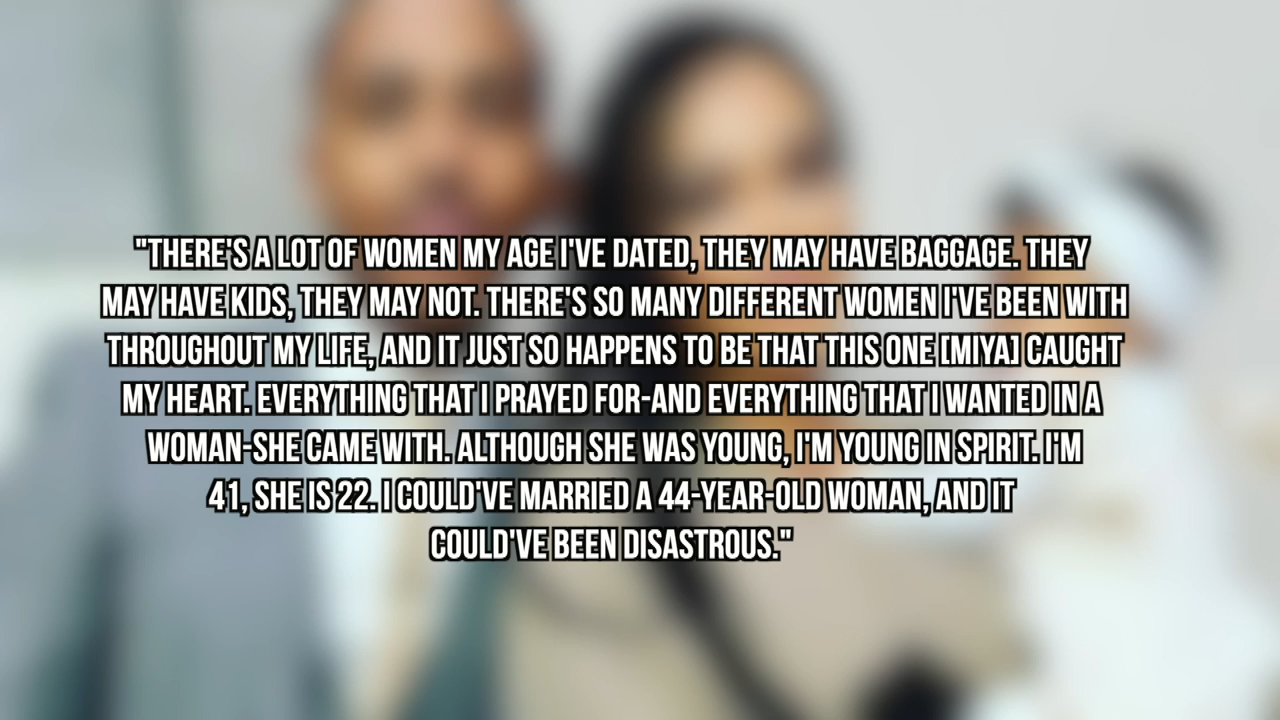 "THERE'S A LOT OF WOMEN MY AGE I'VE DATED, THEY MAY HAVE BAGGAGE. THEY
MAY HAVE KIDS, THEY MAY NOT. THERE'S SO MANY DIFFERENT WOMEN I'VE BEEN WITH
THROUGHOUT MY LIFE, AND IT JUST SO HAPPENS TO BE THAT THIS ONE [MIYA] CAUGHT
MY HEART. EVERYTHING THAT I PRAYED FOR-AND EVERYTHING THAT I WANTED IN A
WOMAN-SHE CAME WITH. ALTHOUGH SHE WAS YOUNG, I'M YOUNG IN SPIRIT. I'M
41, SHE IS 22. I COULD'VE MARRIED A 44-YEAR-OLD WOMAN, AND IT
COULD'VE BEEN DISASTROUS."